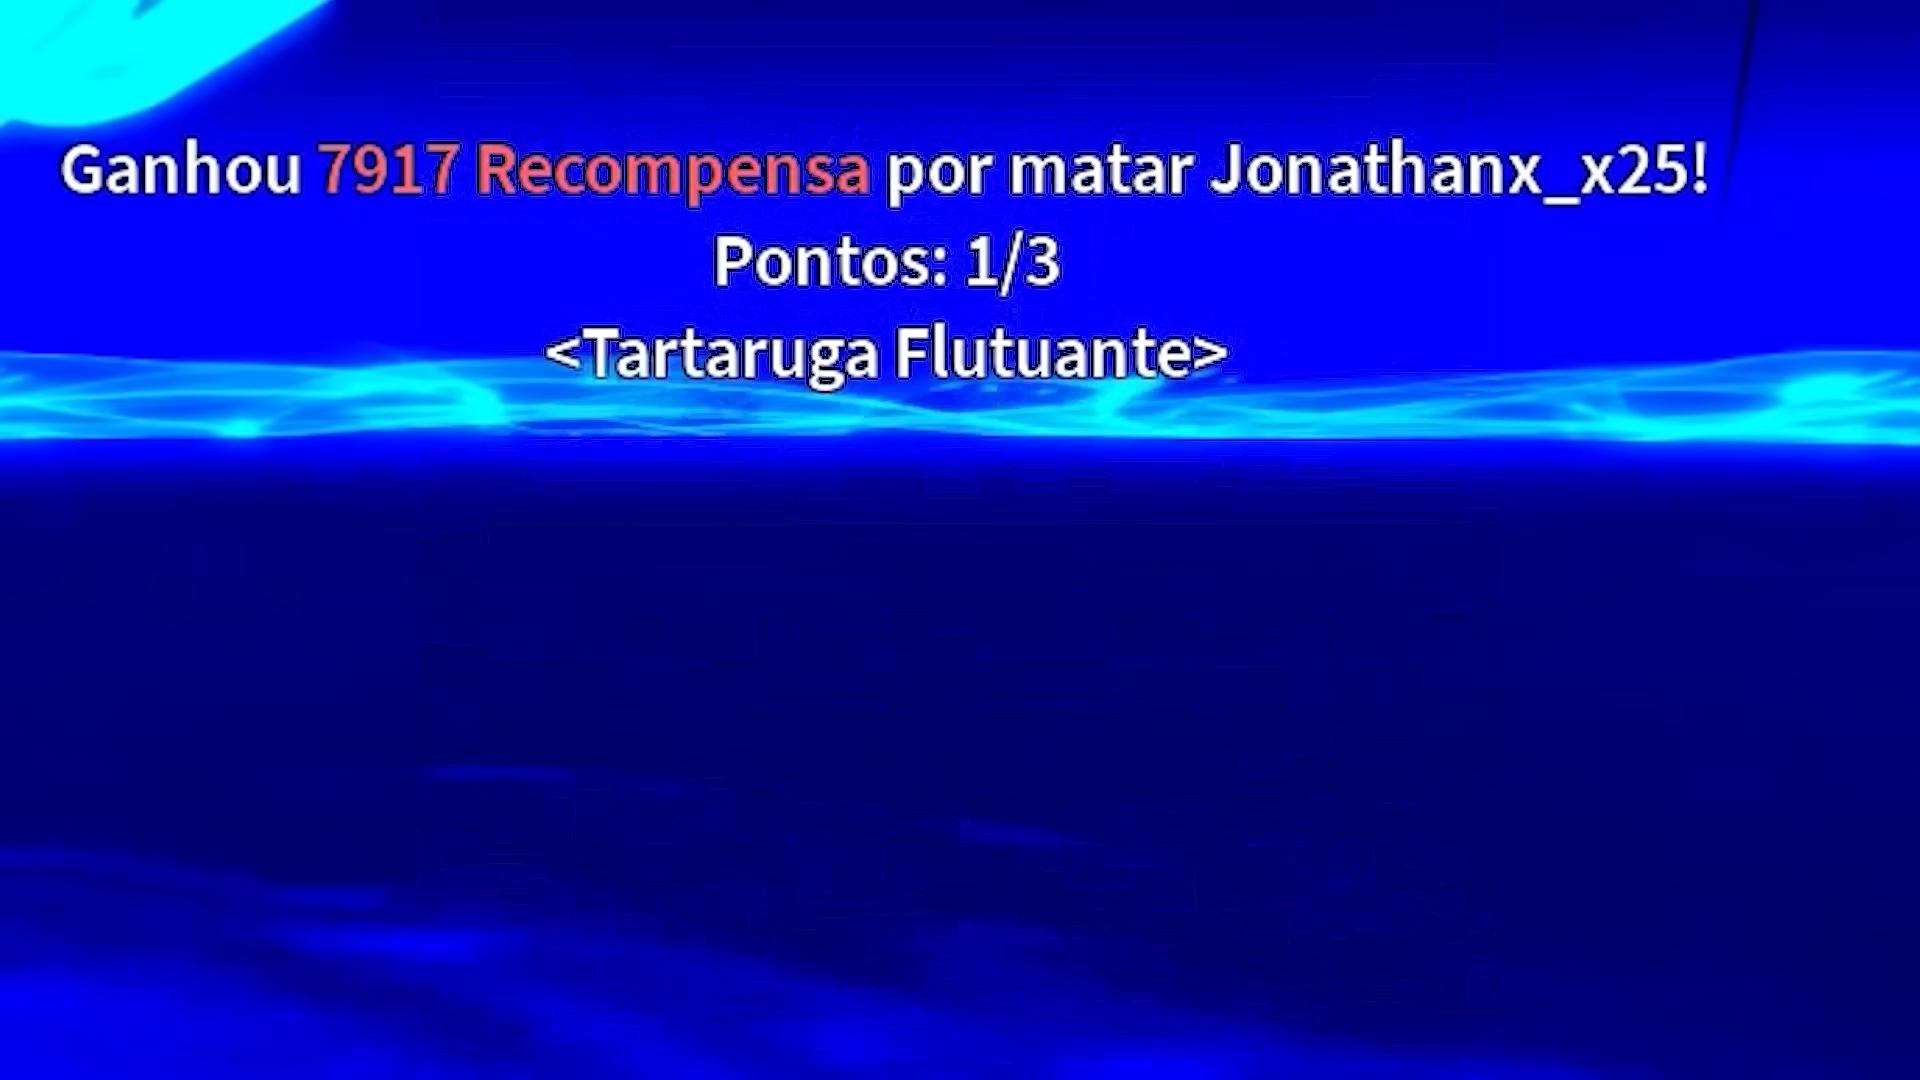 Ganhou 7917 Recompensa por matar Jonathanx_x25!
Pontos: 1/3
<Tartaruga Flutuante>